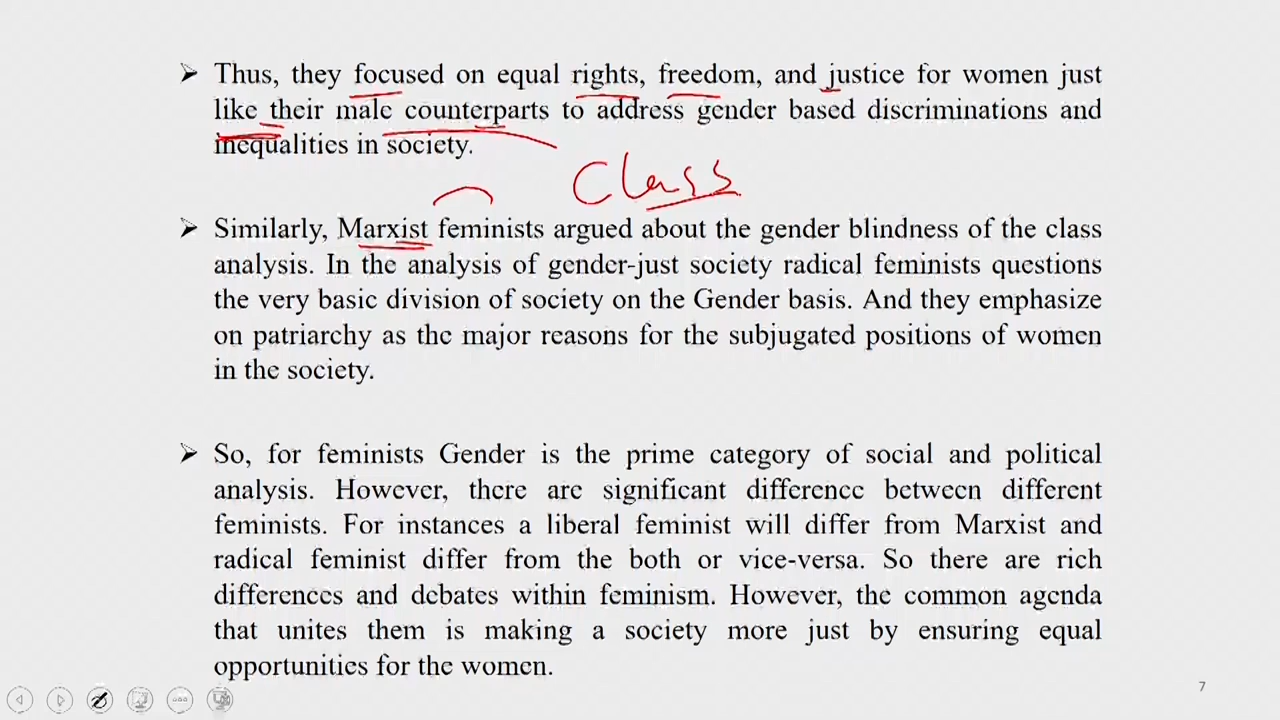 ➢ Thus, they focused on equal rights, freedom, and justice for women just
like their male counterparts to address gender based discriminations and
inequalities in society.
Class
➢ Similarly, Marxist feminists argued about the gender blindness of the class
analysis. In the analysis of gender-just society radical feminists questions
the very basic division of society on the Gender basis. And they emphasize
on patriarchy as the major reasons for the subjugated positions of women
in the society.
➢ So, for feminists Gender is the prime category of social and political
analysis. However, there are significant difference between different
feminists. For instances a liberal feminist will differ from Marxist and
radical feminist differ from the both or vice-versa. So there are rich
differences and debates within feminism. However, the common agenda
that unites them is making a society more just by ensuring equal
opportunities for the women.
7